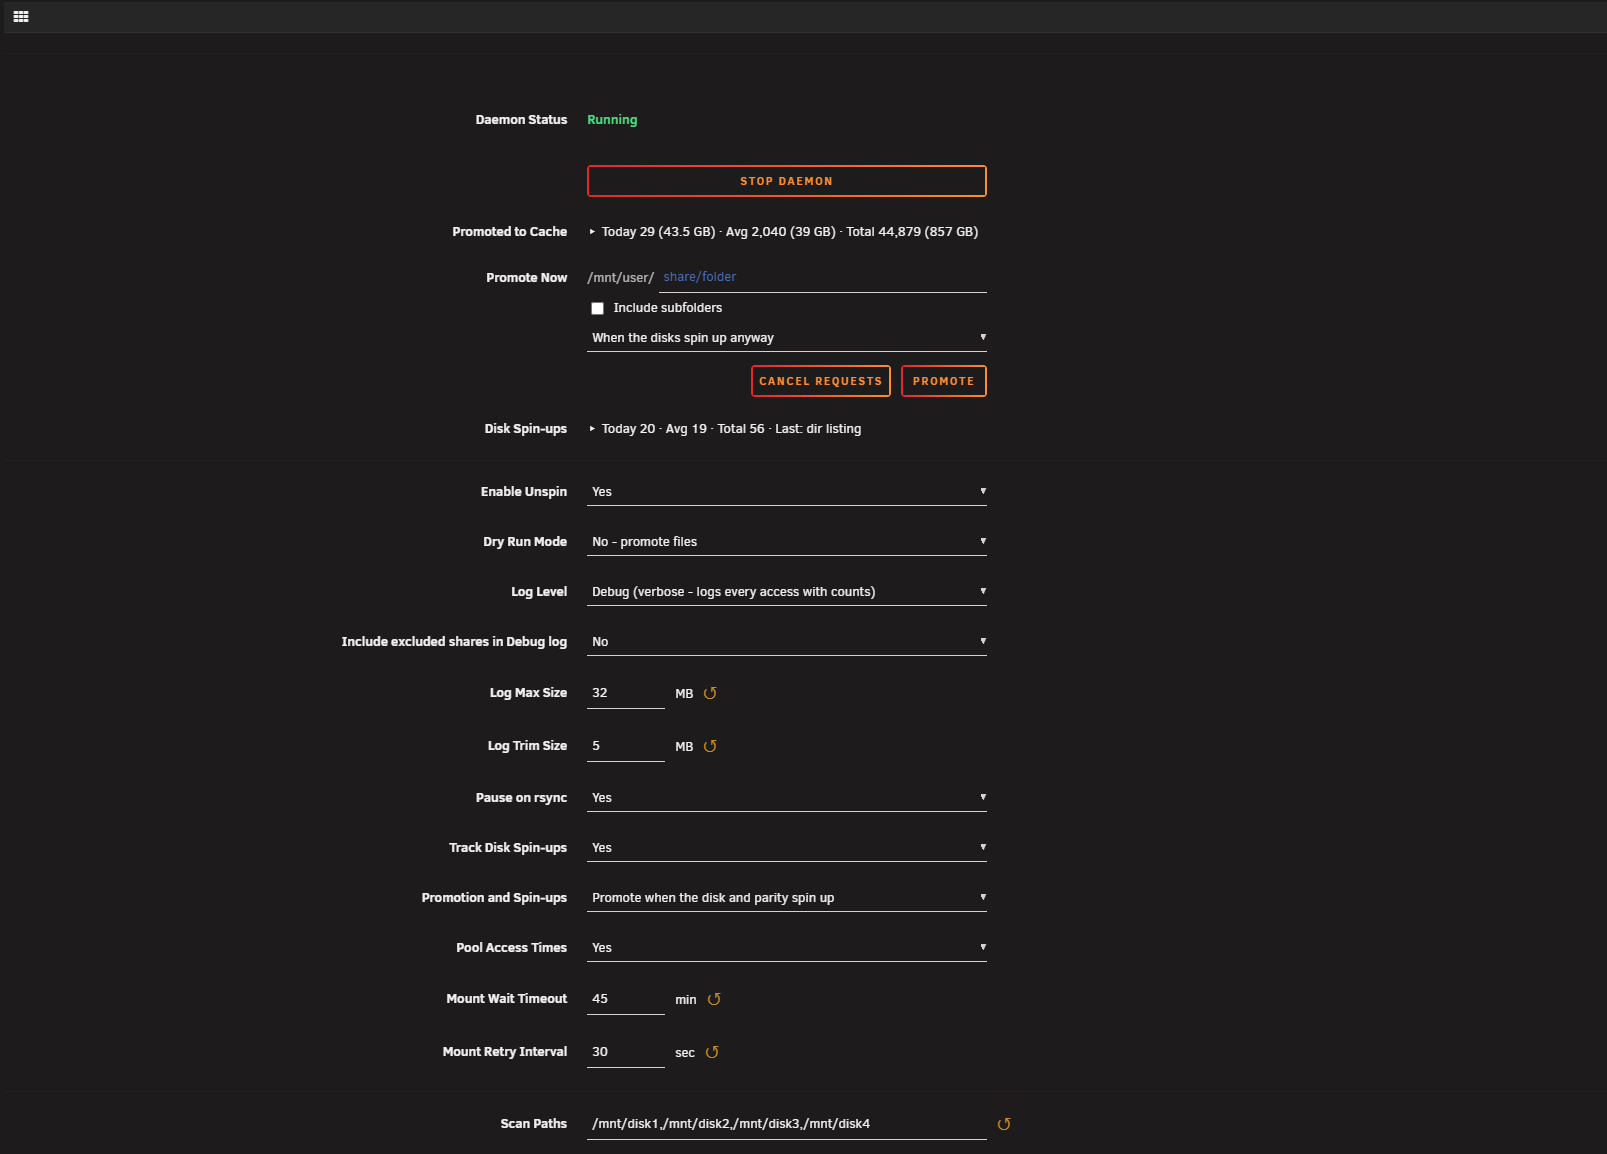 Daemon Status Running
STOP DAEMON
Promoted to Cache ▸ Today 29 (43.5 GB) · Avg 2,040 (39 GB) · Total 44,879 (857 GB)
Promote Now /mnt/user/ share/folder
Include subfolders
When the disks spin up anyway
CANCEL REQUESTS PROMOTE
Disk Spin-ups ▸ Today 20 · Avg 19 · Total 56 · Last: dir listing
Enable Unspin Yes
Dry Run Mode No - promote files
Log Level Debug (verbose - logs every access with counts)
Include excluded shares in Debug log No
Log Max Size 32 MB
Log Trim Size 5 MB
Pause on rsync Yes
Track Disk Spin-ups Yes
Promotion and Spin-ups Promote when the disk and parity spin up
Pool Access Times Yes
Mount Wait Timeout 45 min
Mount Retry Interval 30 sec
Scan Paths /mnt/disk1,/mnt/disk2,/mnt/disk3,/mnt/disk4